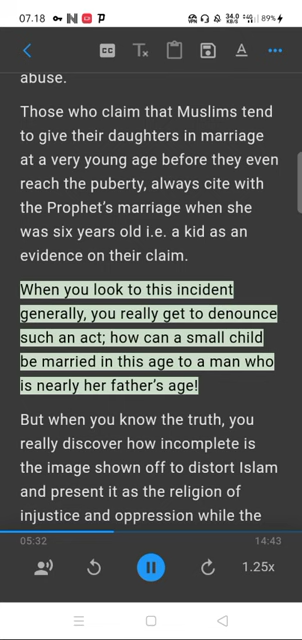 07.18
34.0
KB/S
89%
CC
A
abuse.
Those who claim that Muslims tend
to give their daughters in marriage
at a very young age before they even
reach the puberty, always cite with
the Prophet's marriage when she
was six years old i.e. a kid as an
evidence on their claim.
When you look to this incident
generally, you really get to denounce
such an act; how can a small child
be married in this age to a man who
is nearly her father's age!
But when you know the truth, you
really discover how incomplete is
the image shown off to distort Islam
and present it as the religion of
injustice and oppression while the
05:32
14:43
1.25x